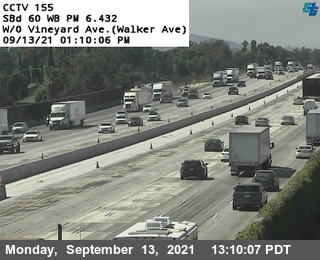 CCTV 155
SBd 60 WB PM 6.432
W/O Vineyard Ave.(Walker Ave)
09/13/21 01:10:06 PM
Monday, September 13, 2021 13:10:07 PDT